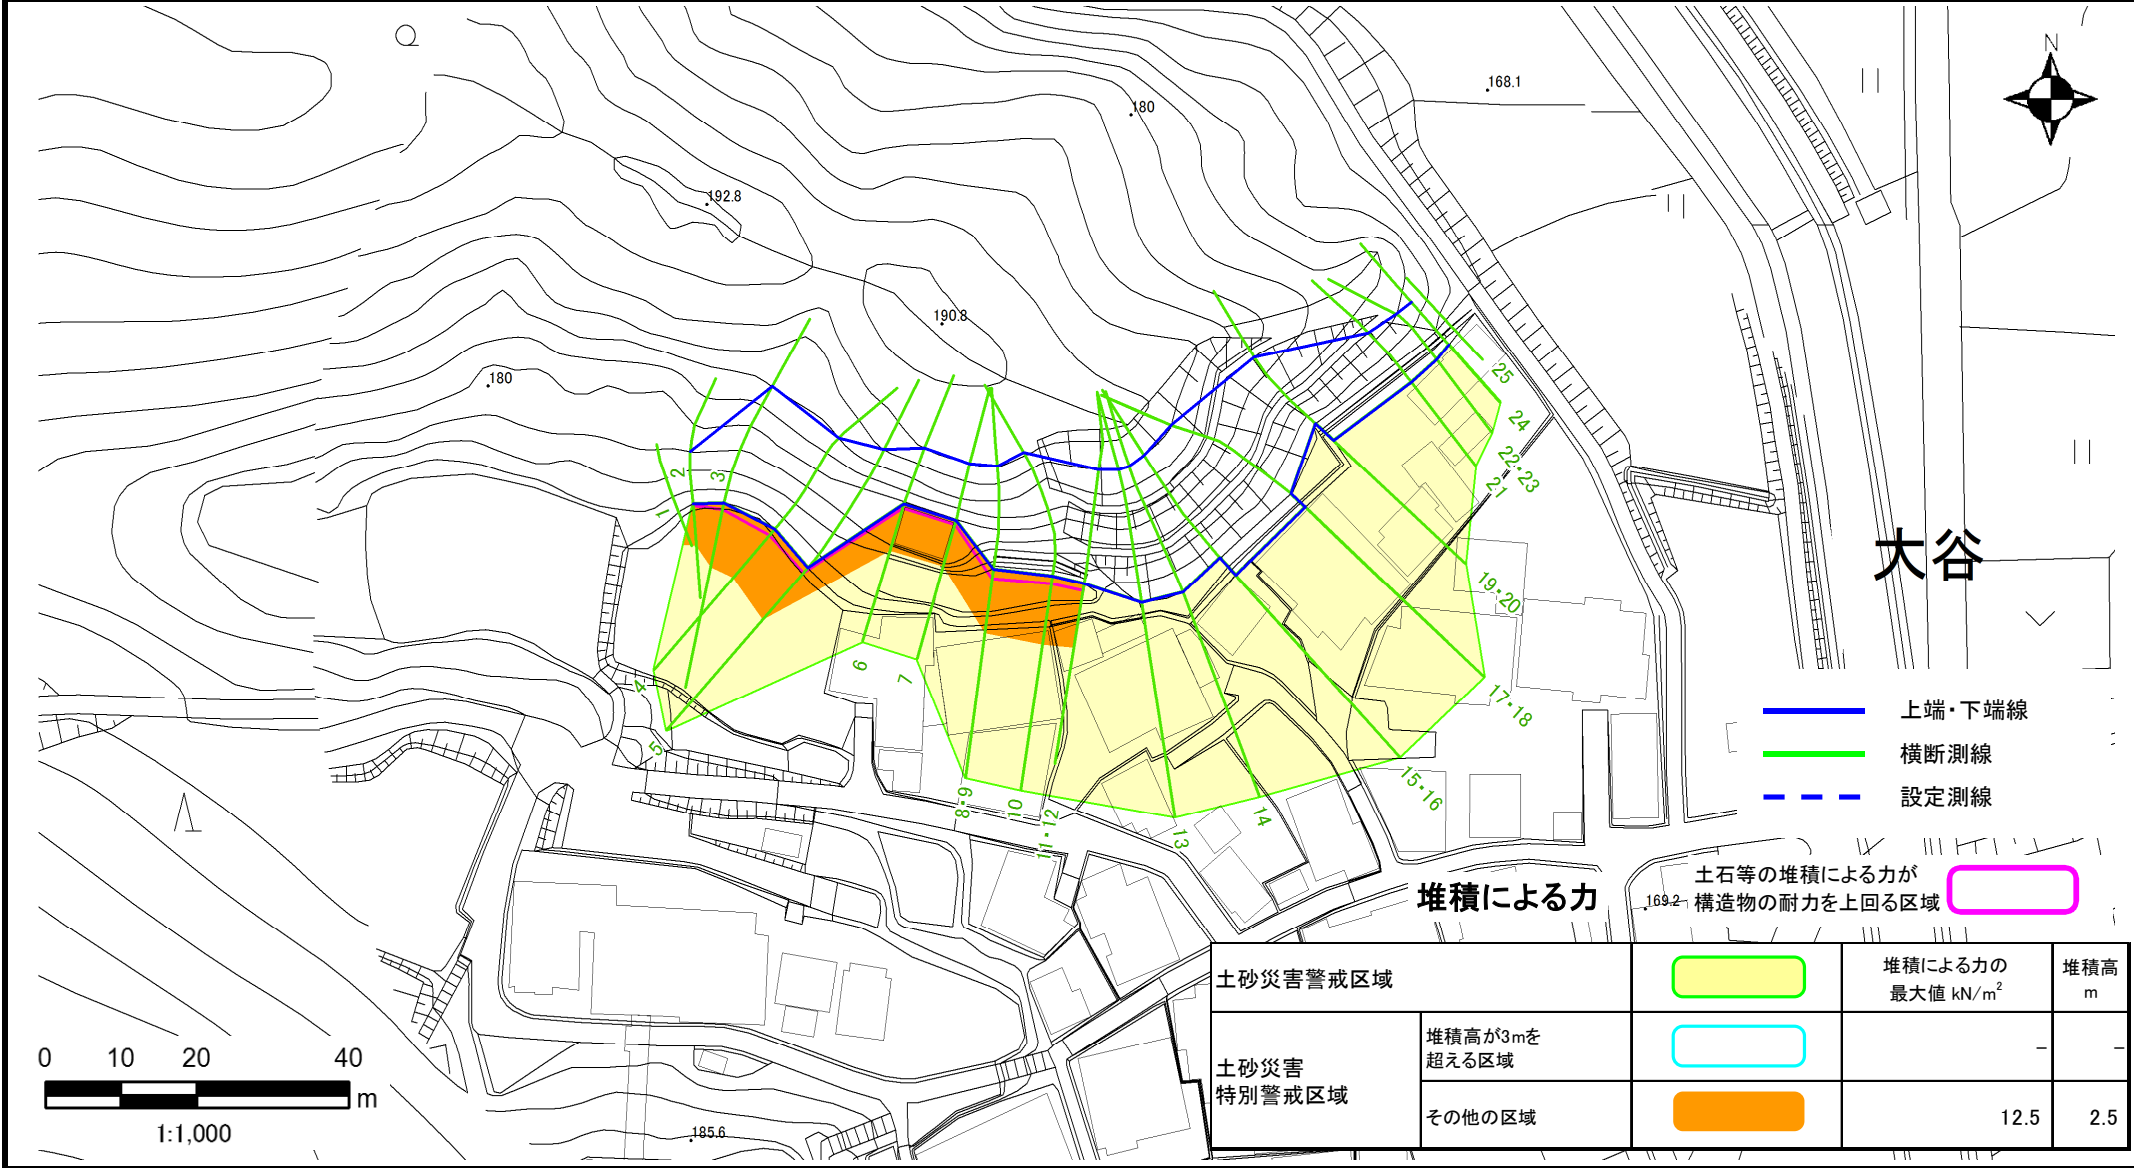 N
168.1
180
192.8
190.8
180
25
24
22・23
21
2
3
1
大谷
19・20
6
7
4
17・18
5
上端・下端線
横断測線
設定測線
15・16
8・9
10
11・12
13
14
堆積による力
土石等の堆積による力が
構造物の耐力を上回る区域
169.2
土砂災害警戒区域
堆積による力の
最大値 kN/m²
堆積高
m
土砂災害
特別警戒区域
堆積高が3mを
超える区域
－ －
その他の区域
12.5 2.5
0 10 20 40
m
1:1,000
185.6